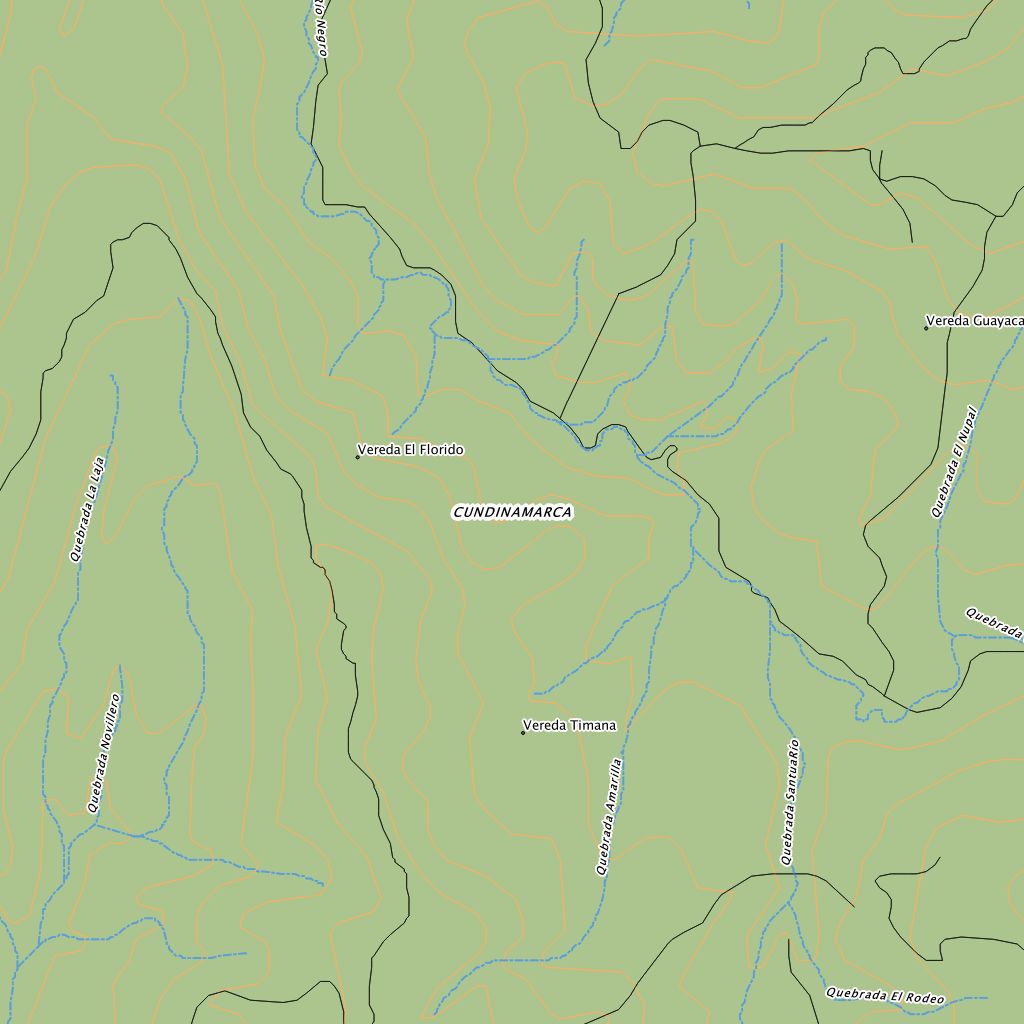 Río Negro
Vereda Guayaca
Vereda El Florido
Quebrada El Nupal
Quebrada La Laja
CUNDINAMARCA
Quebrada
Quebrada Novillero
Vereda Timana
Quebrada Amarilla
Quebrada SantuaRio
Quebrada El Rodeo